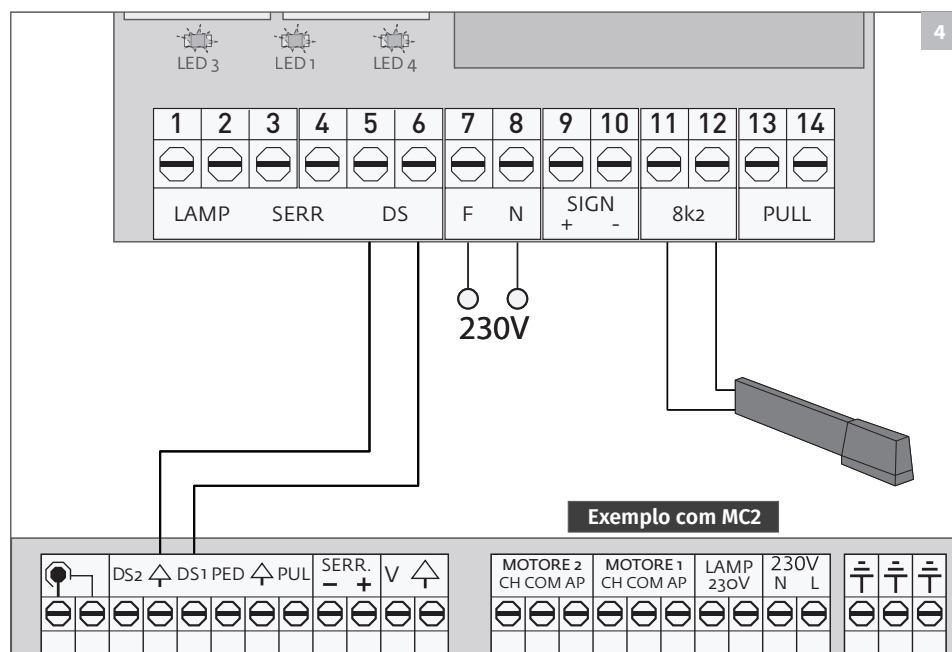 4
LED 3 LED 1 LED 4
1 2 3 4 5 6 7 8 9 10 11 12 13 14
LAMP SERR DS F N SIGN + - 8k2 PULL
230V
Exemplo com MC2
DS2 DS1 PED PUL SERR. - + V
MOTORE 2 MOTORE 1 LAMP 230V
CH COM AP CH COM AP 230V N L